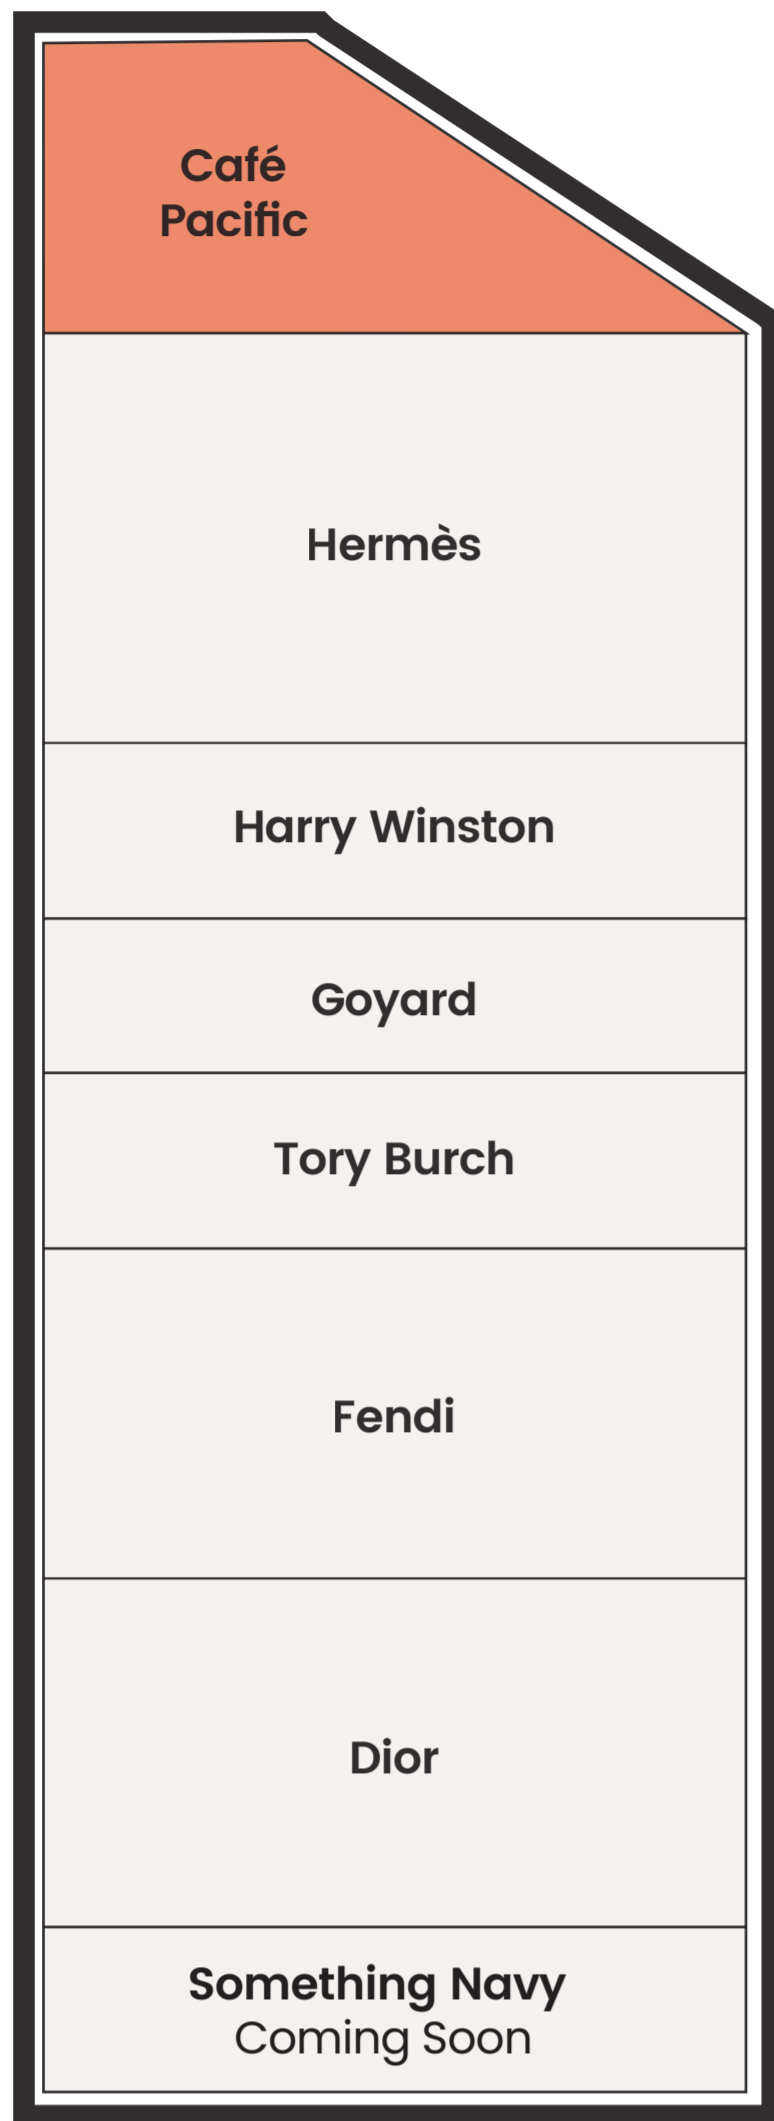 Café
Pacific
Hermès
Harry Winston
Goyard
Tory Burch
Fendi
Dior
Something Navy
Coming Soon